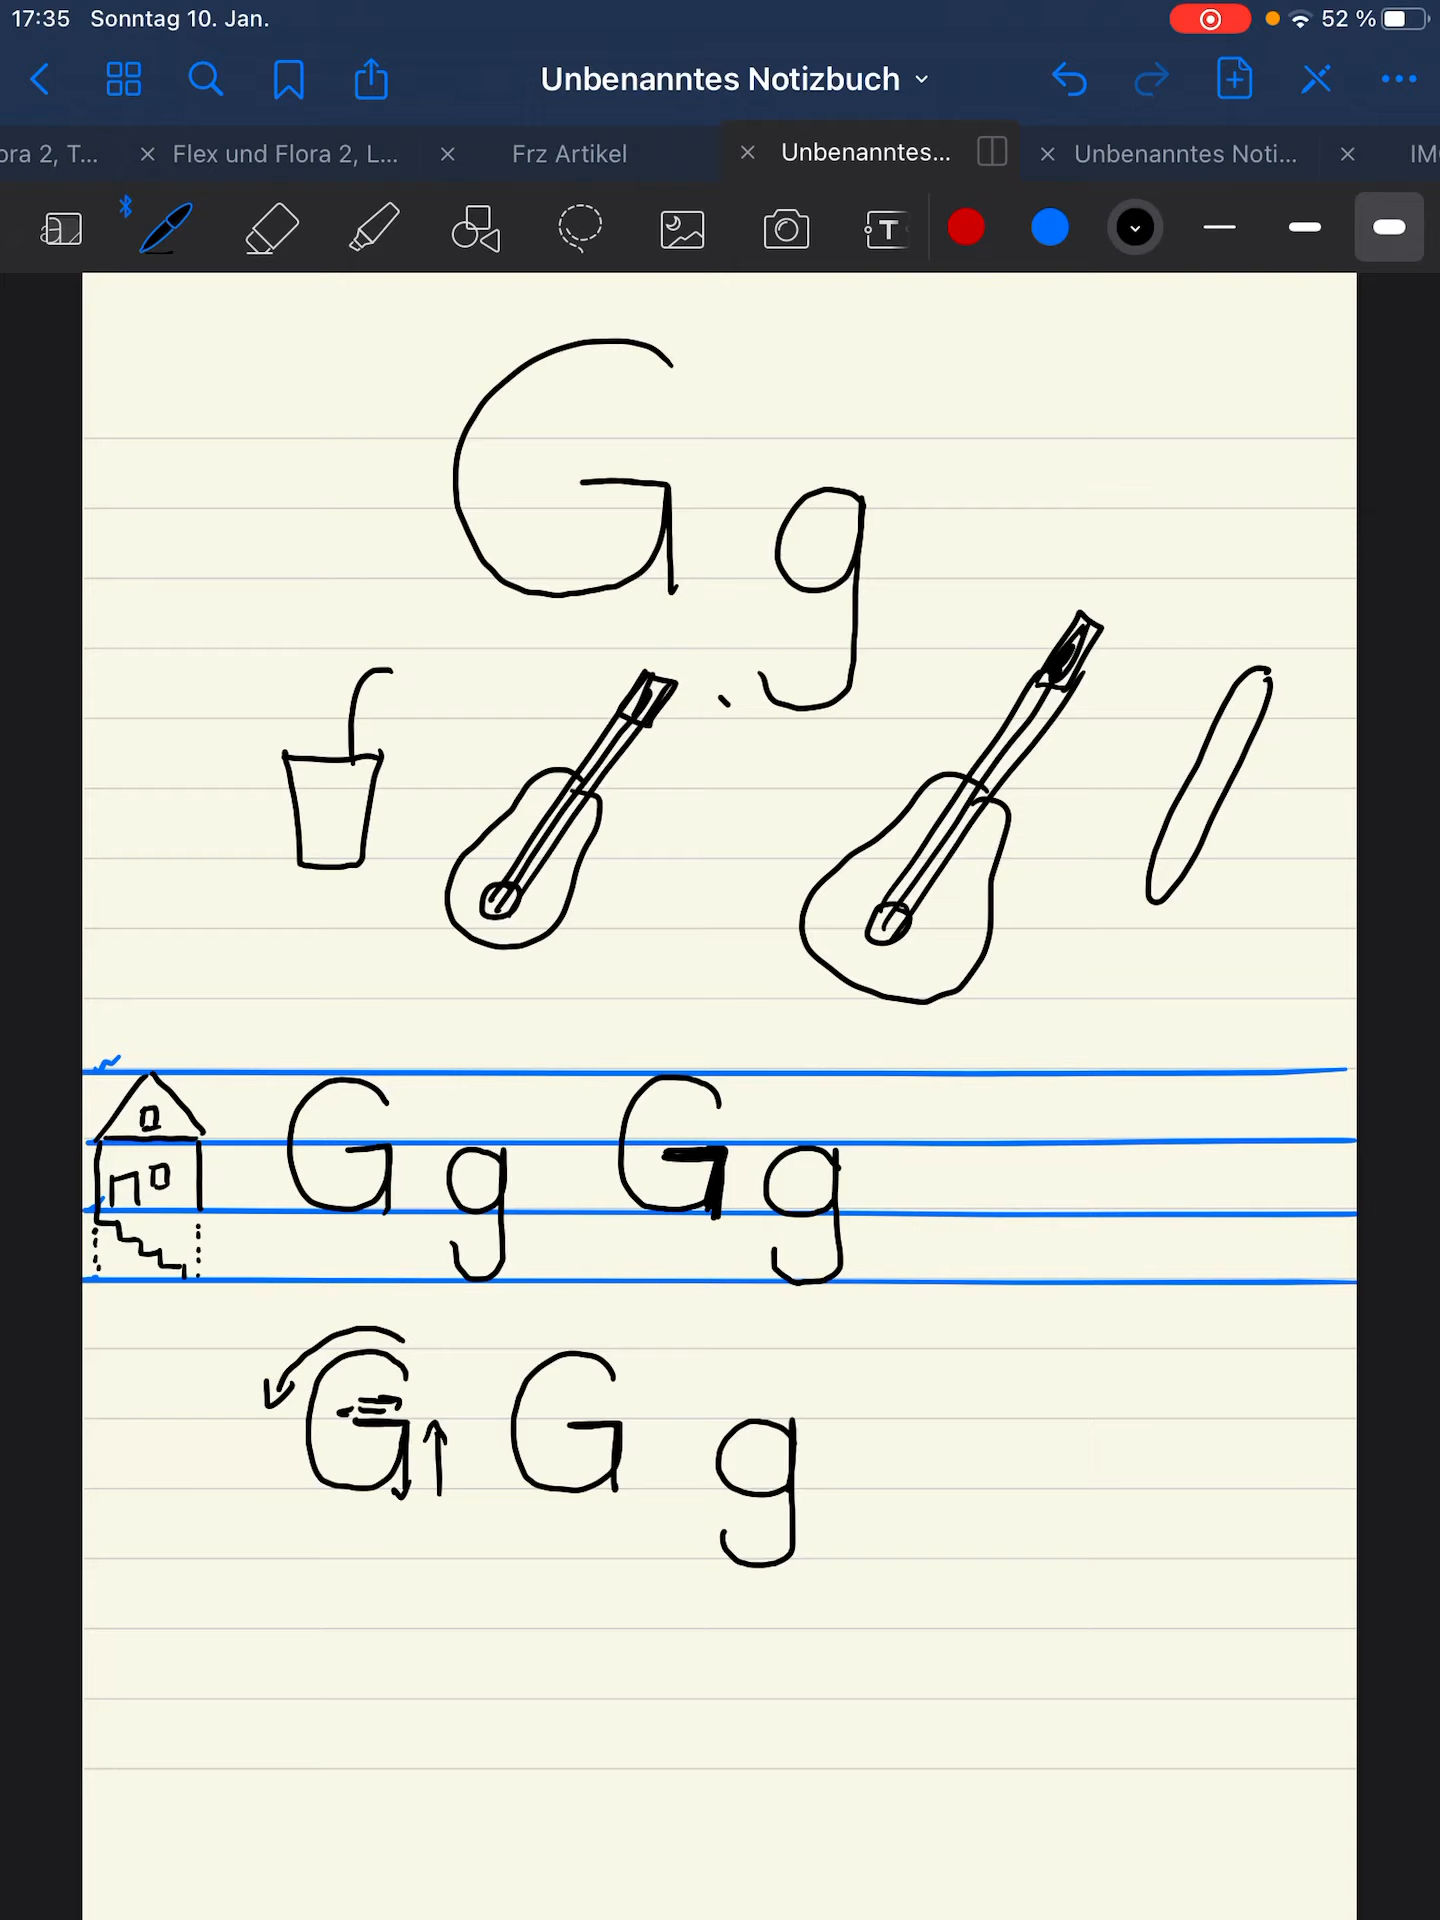 17:35 Sonntag 10. Jan. 52 %
Unbenanntes Notizbuch
ora 2, T... Flex und Flora 2, L... Frz Artikel Unbenanntes... Unbenanntes Noti... IM
T
G g
G g G g
G G g